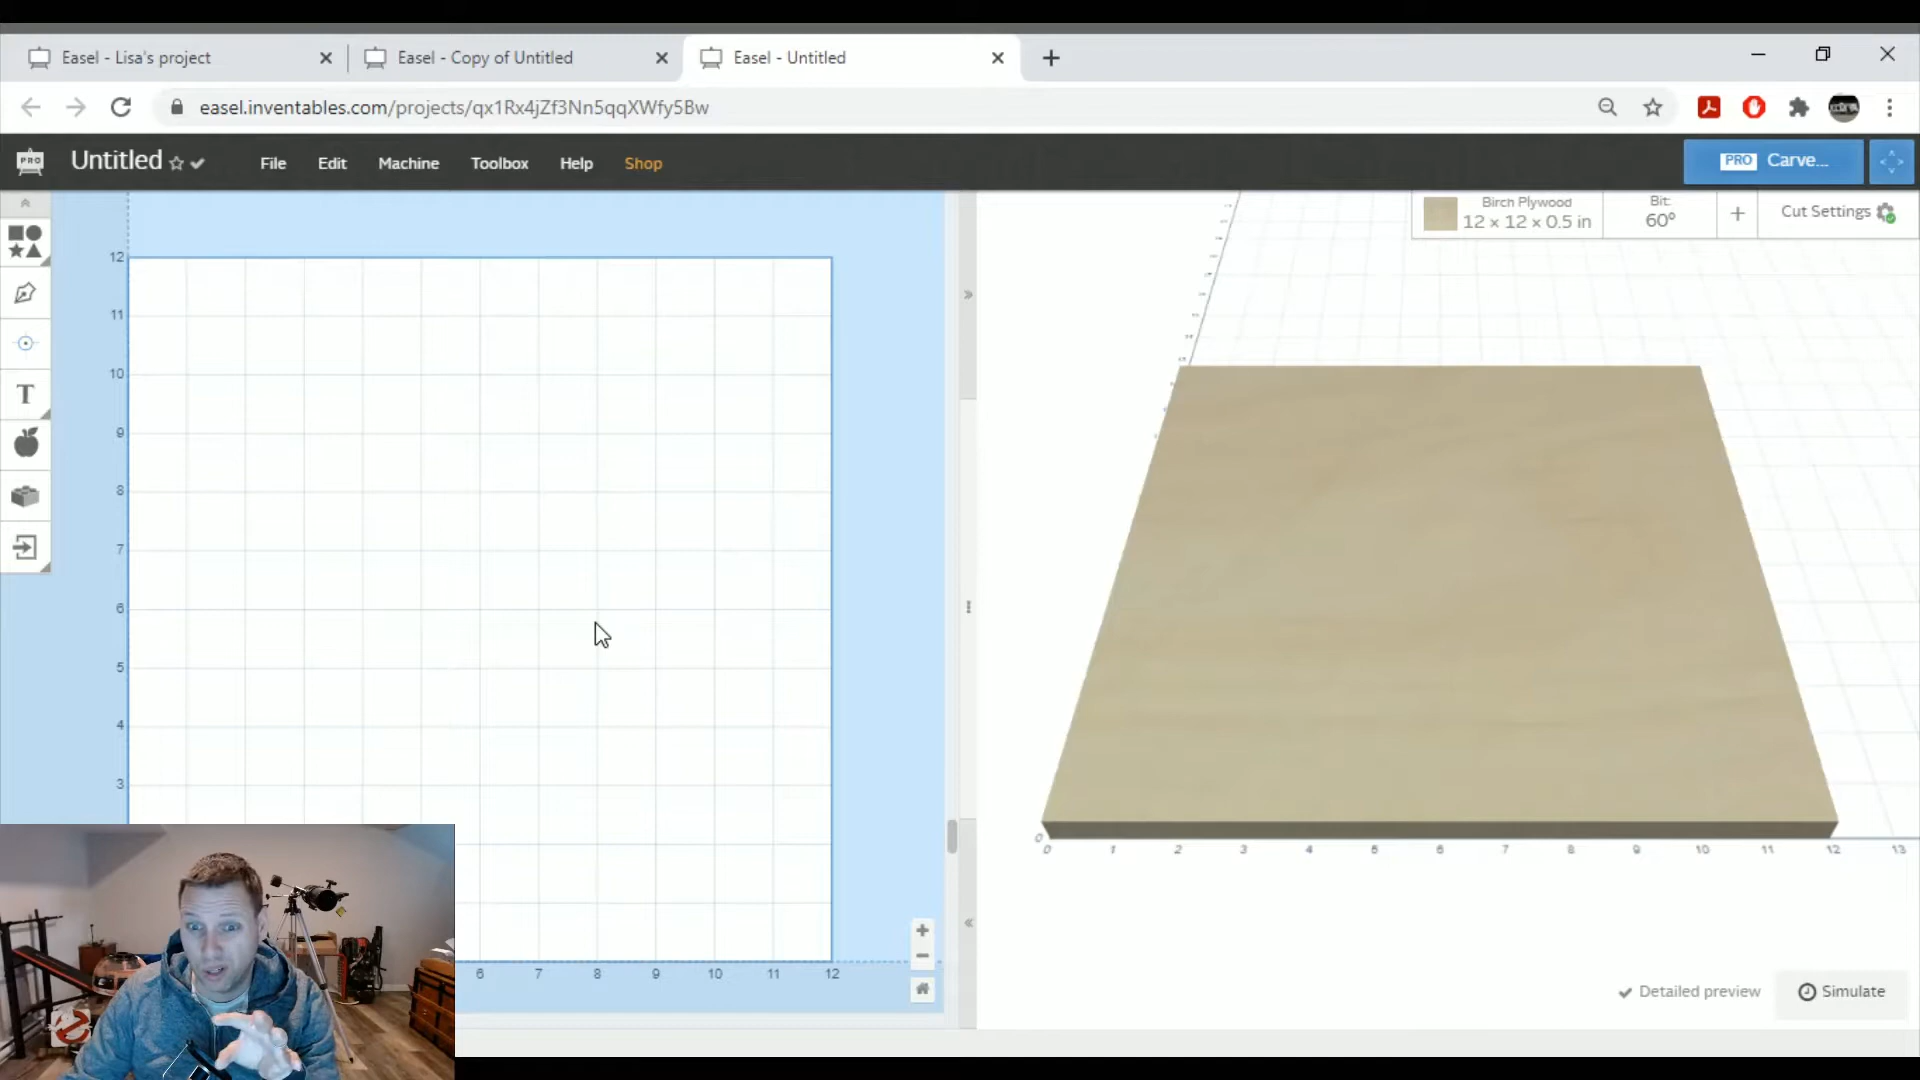 Easel - Lisa's project
Easel - Copy of Untitled
Easel - Untitled
easel.inventables.com/projects/qx1Rx4jZf3Nn5qqXWfy5Bw
PRO
Untitled
File
Edit
Machine
Toolbox
Help
Shop
PRO Carve...
Birch Plywood
12 × 12 × 0.5 in
Bit:
60º
Cut Settings
T
12
11
10
9
8
7
6
5
4
3
6 7 8 9 10 11 12
0
0 1 2 3 4 5 6 7 8 9 10 11 12 13
Detailed preview
Simulate